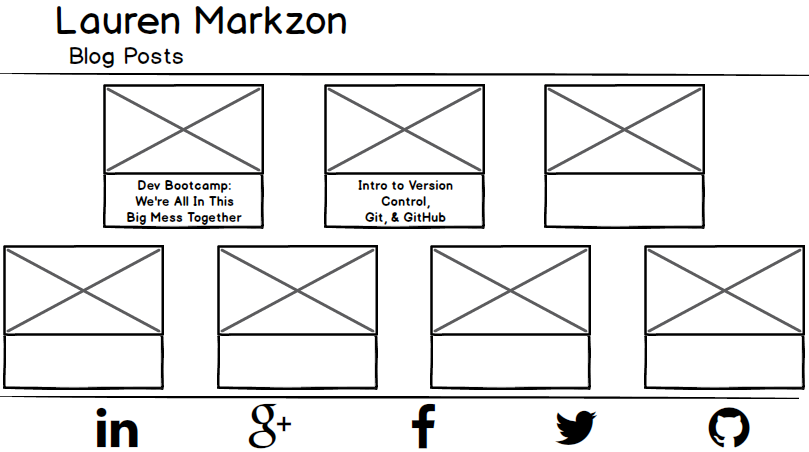 Lauren Markzon
Blog Posts
Dev Bootcamp:
We're All In This
Big Mess Together
Intro to Version
Control,
Git, & GitHub
in
g+
f